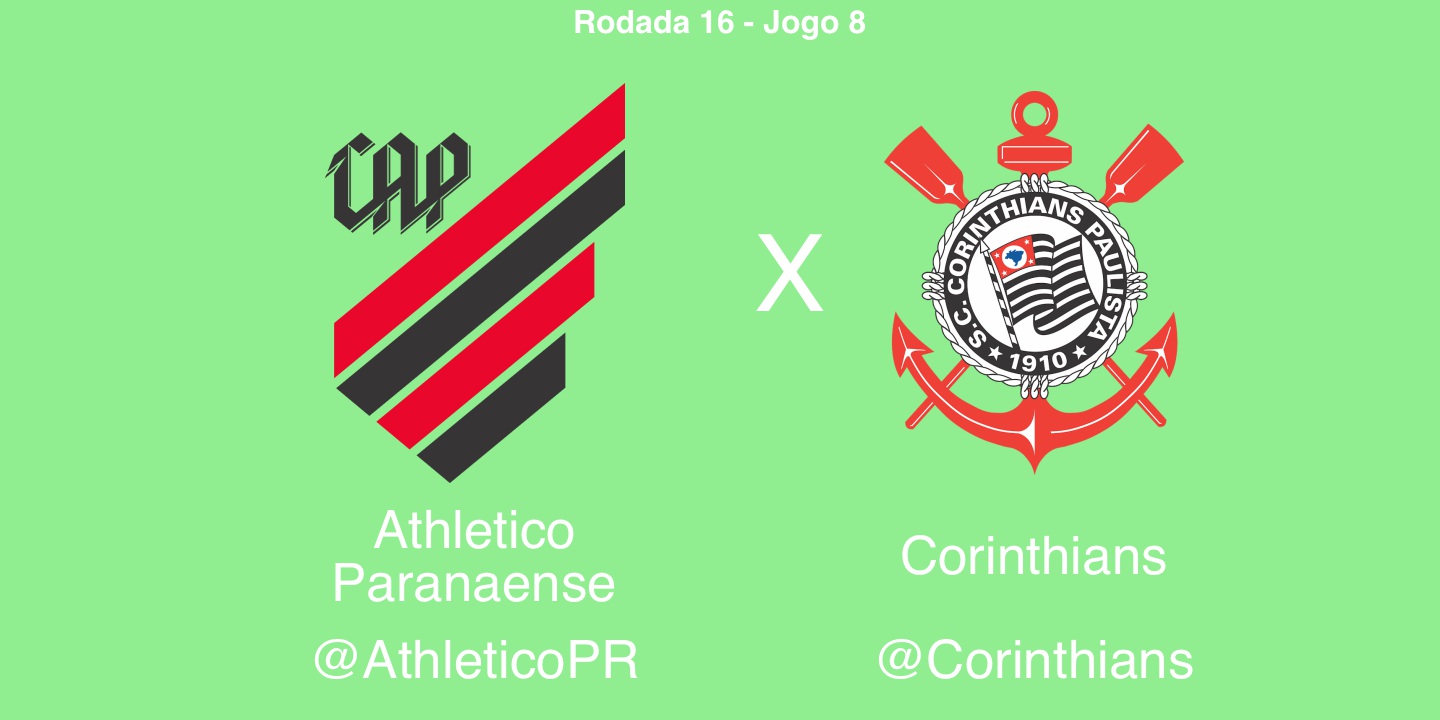 Rodada 16 - Jogo 8
CAP
X
S.C. CORINTHIANS PAULISTA
1910
Athletico
Paranaense
Corinthians
@AthleticoPR
@Corinthians